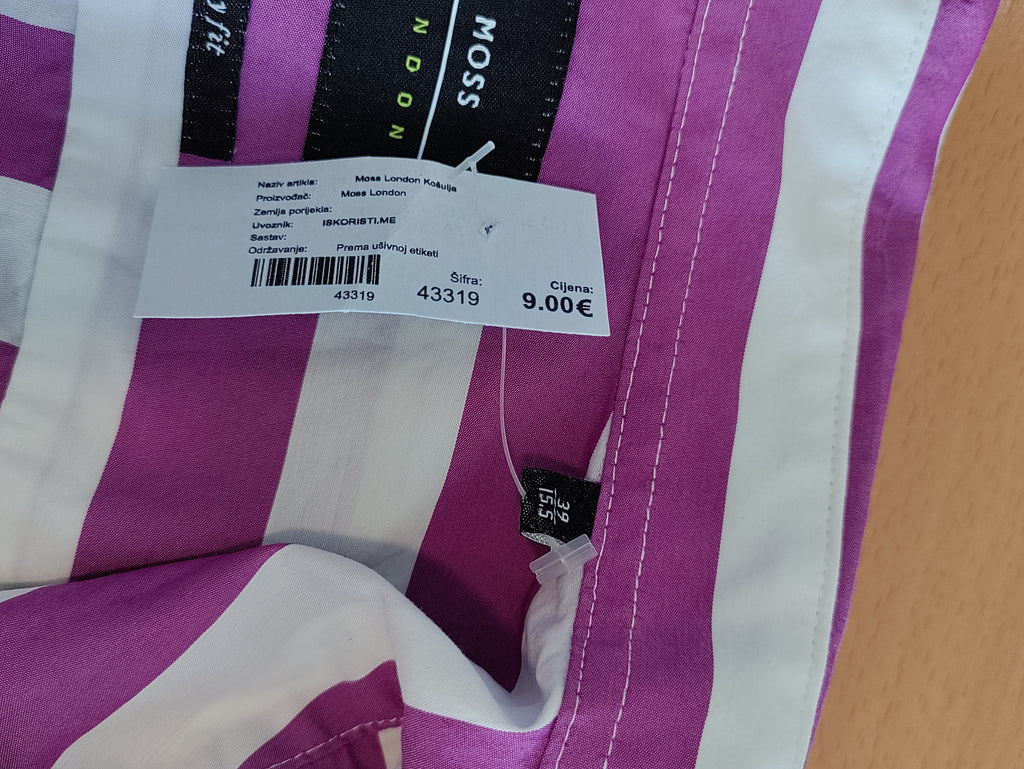 y fit
MOSS
NDON
Naziv artikla: Moss London Košulja
Proizvođač: Moss London
Zemlja porijekla:
Uvoznik: ISKORISTI.ME
Sastav:
Održavanje: Prema ušivnoj etiketi
43319
Šifra:
43319
Cijena:
9.00€
39
15.5